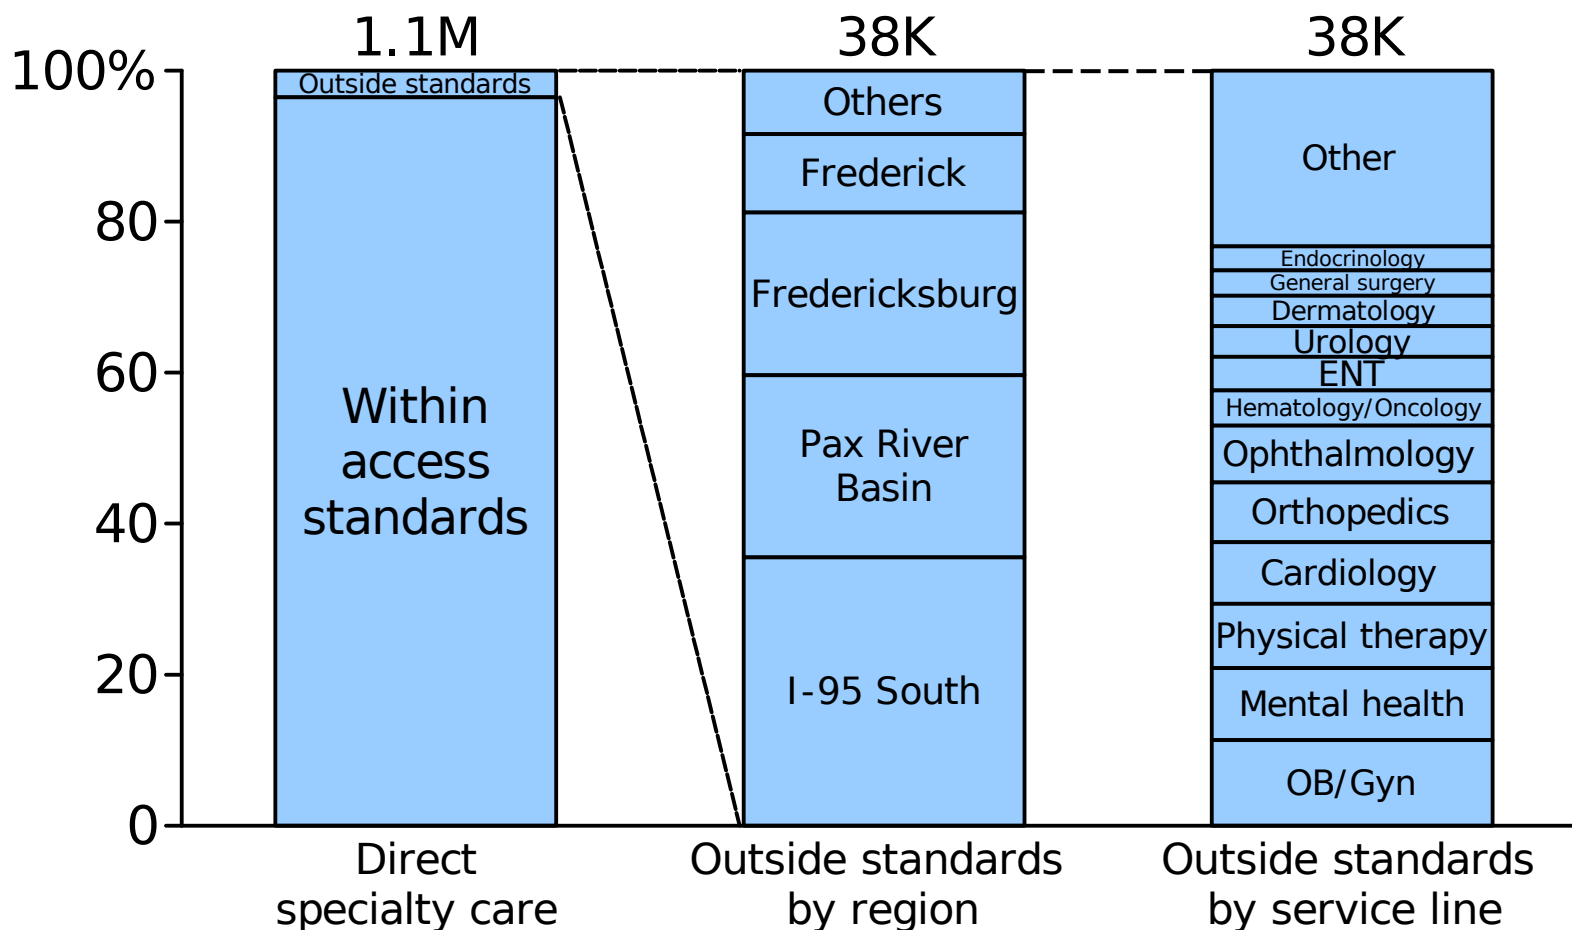 1.1M
38K
38K
100%
80
60
40
20
0
Outside standards
Within
access
standards
Others
Frederick
Fredericksburg
Pax River
Basin
I-95 South
Other
Endocrinology
General surgery
Dermatology
Urology
ENT
Hematology/Oncology
Ophthalmology
Orthopedics
Cardiology
Physical therapy
Mental health
OB/Gyn
Direct
specialty care
Outside standards
by region
Outside standards
by service line